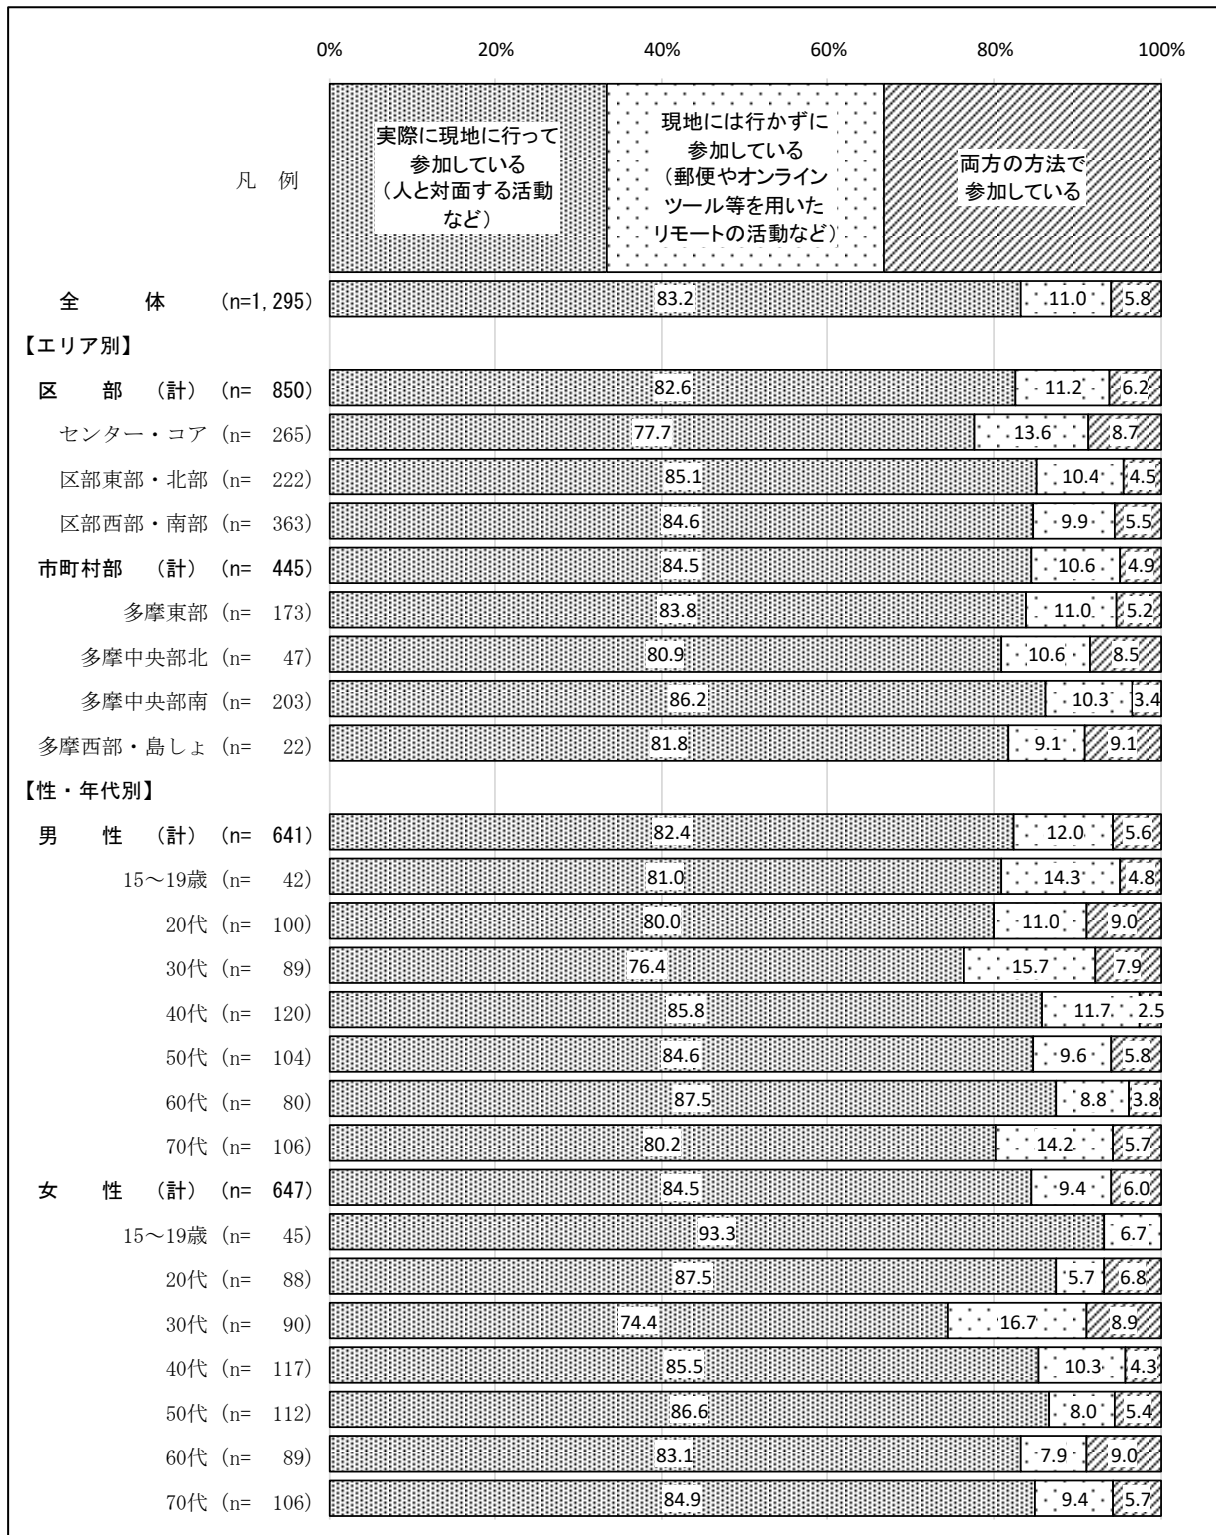 0% 20% 40% 60% 80% 100%
凡　例
実際に現地に行って
参加している
（人と対面する活動
など）
現地には行かずに
参加している
（郵便やオンライン
ツール等を用いた
リモートの活動など）
両方の方法で
参加している
全　　　体　（n=1,295） 83.2 11.0 5.8
【エリア別】
区　　部　（計）（n=　850） 82.6 11.2 6.2
センター・コア（n=　265） 77.7 13.6 8.7
区部東部・北部（n=　222） 85.1 10.4 4.5
区部西部・南部（n=　363） 84.6 9.9 5.5
市町村部　（計）（n=　445） 84.5 10.6 4.9
多摩東部（n=　173） 83.8 11.0 5.2
多摩中央部北（n=　47） 80.9 10.6 8.5
多摩中央部南（n=　203） 86.2 10.3 3.4
多摩西部・島しょ（n=　22） 81.8 9.1 9.1
【性・年代別】
男　　性　（計）（n=　641） 82.4 12.0 5.6
15～19歳（n=　42） 81.0 14.3 4.8
20代（n=　100） 80.0 11.0 9.0
30代（n=　89） 76.4 15.7 7.9
40代（n=　120） 85.8 11.7 2.5
50代（n=　104） 84.6 9.6 5.8
60代（n=　80） 87.5 8.8 3.8
70代（n=　106） 80.2 14.2 5.7
女　　性　（計）（n=　647） 84.5 9.4 6.0
15～19歳（n=　45） 93.3 6.7
20代（n=　88） 87.5 5.7 6.8
30代（n=　90） 74.4 16.7 8.9
40代（n=　117） 85.5 10.3 4.3
50代（n=　112） 86.6 8.0 5.4
60代（n=　89） 83.1 7.9 9.0
70代（n=　106） 84.9 9.4 5.7